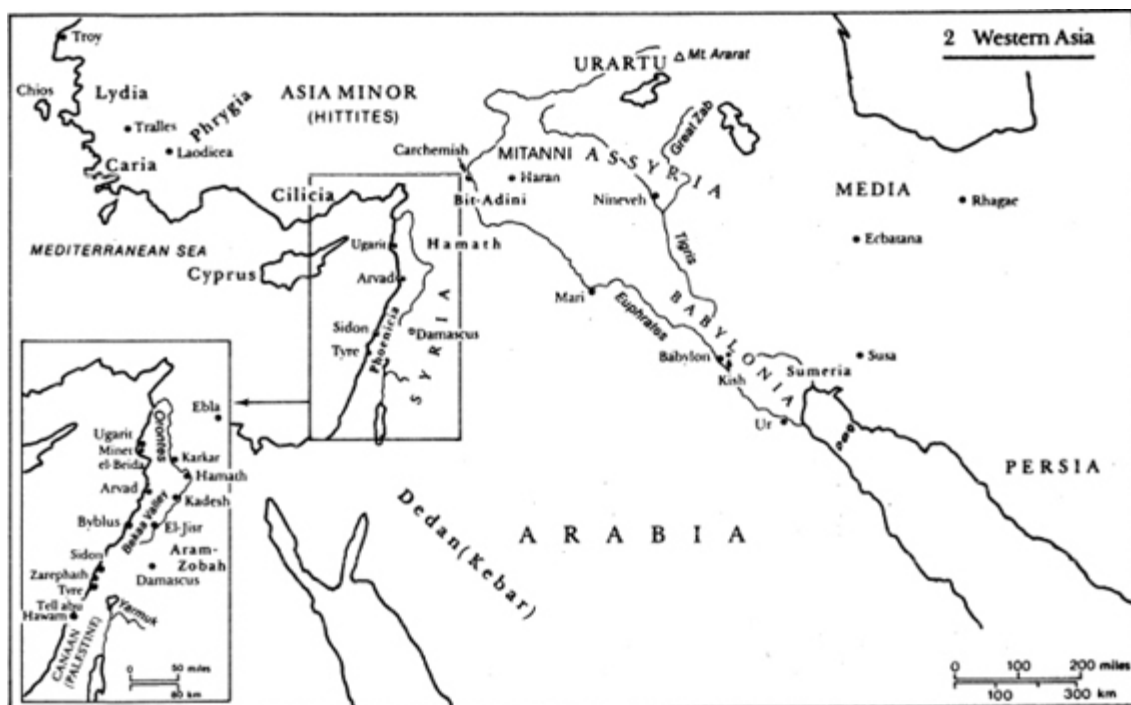 2 Western Asia
Troy
Chios
Lydia
Phrygia
Tralles
Laodicea
Caria
ASIA MINOR
(HITTITES)
URARTU
Mt. Ararat
Great Zab
Carchemish
MITANNI
ASSYRIA
Haran
Bit-Adini
Nineveh
MEDIA
Rhagae
Ecbatana
Cilicia
MEDITERRANEAN SEA
Cyprus
Ugarit
Hamath
Arvad
Tigris
Mari
Euphrates
BABYLONIA
Sidon
Tyre
Phoenicia
Damascus
SYRIA
Babylon
Kish
Sumeria
Susa
Ur
PERSIA
Dedan (Kebar)
ARABIA
Ebla
Orontes
Ugarit
Minet
el-Beida
Karkar
Hamath
Arvad
Kadesh
Bekaa Valley
Byblus
El-Jisr
Sidon
Aram-
Zobah
Zarephath
Damascus
Tyre
Tell abu
Hawam
Yarmuk
CANAAN
(PALESTINE)
0 50 miles
80 km
0 100 200 miles
100 300 km